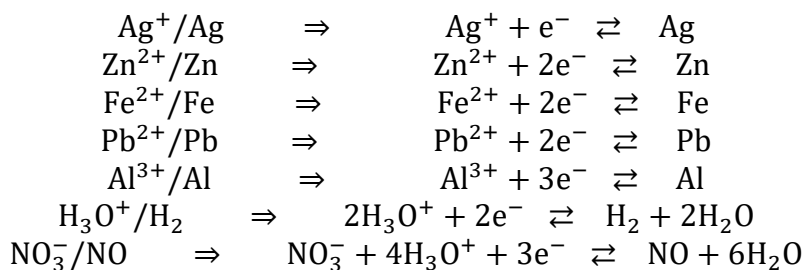 Ag⁺/Ag ⇒ Ag⁺ + e⁻ ⇄ Ag
Zn²⁺/Zn ⇒ Zn²⁺ + 2e⁻ ⇄ Zn
Fe²⁺/Fe ⇒ Fe²⁺ + 2e⁻ ⇄ Fe
Pb²⁺/Pb ⇒ Pb²⁺ + 2e⁻ ⇄ Pb
Al³⁺/Al ⇒ Al³⁺ + 3e⁻ ⇄ Al
H₃O⁺/H₂ ⇒ 2H₃O⁺ + 2e⁻ ⇄ H₂ + 2H₂O
NO₃⁻/NO ⇒ NO₃⁻ + 4H₃O⁺ + 3e⁻ ⇄ NO + 6H₂O